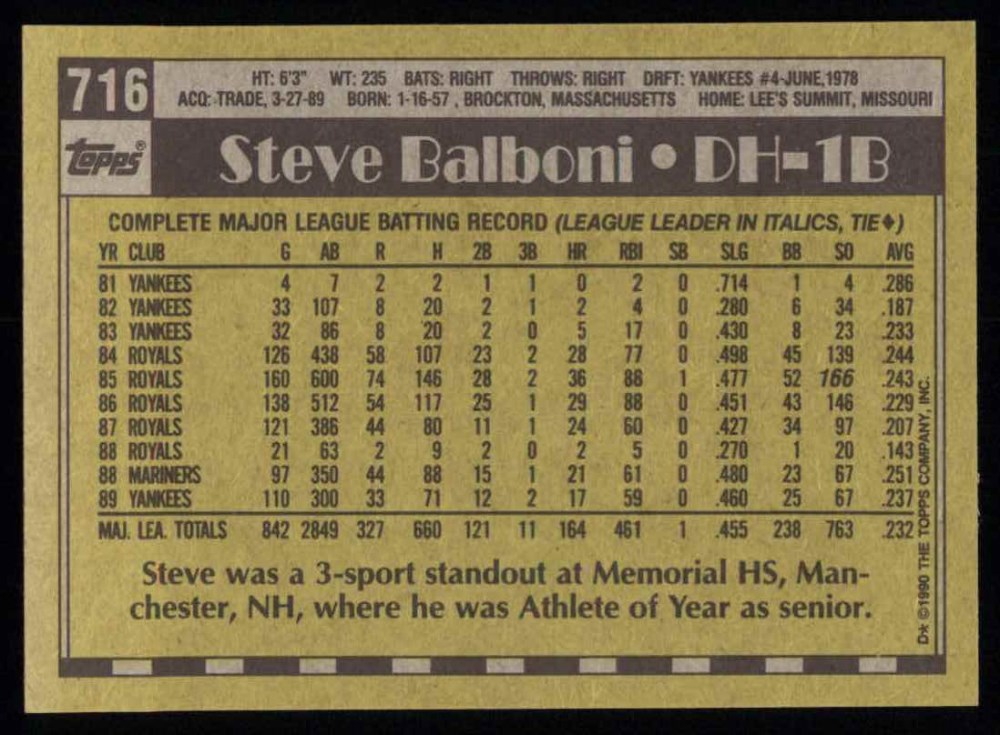 716
HT: 6'3" WT: 235 BATS: RIGHT THROWS: RIGHT DRFT: YANKEES #4-JUNE,1978
ACQ: TRADE, 3-27-89 BORN: 1-16-57 , BROCKTON, MASSACHUSETTS HOME: LEE'S SUMMIT, MISSOURI
topps®
Steve Balboni • DH-1B
COMPLETE MAJOR LEAGUE BATTING RECORD (LEAGUE LEADER IN ITALICS, TIE♦)
YR CLUB G AB R H 2B 3B HR RBI SB SLG BB SO AVG
81 YANKEES 4 7 2 2 1 1 0 2 0 .714 1 4 .286
82 YANKEES 33 107 8 20 2 1 2 4 0 .280 6 34 .187
83 YANKEES 32 86 8 20 2 0 5 17 0 .430 8 23 .233
84 ROYALS 126 438 58 107 23 2 28 77 0 .498 45 139 .244
85 ROYALS 160 600 74 146 28 2 36 88 1 .477 52 166 .243
86 ROYALS 138 512 54 117 25 1 29 88 0 .451 43 146 .229
87 ROYALS 121 386 44 80 11 1 24 60 0 .427 34 97 .207
88 ROYALS 21 63 2 9 2 0 2 5 0 .270 1 20 .143
88 MARINERS 97 350 44 88 15 1 21 61 0 .480 23 67 .251
89 YANKEES 110 300 33 71 12 2 17 59 0 .460 25 67 .237
MAJ. LEA. TOTALS 842 2849 327 660 121 11 164 461 1 .455 238 763 .232
Steve was a 3-sport standout at Memorial HS, Man-
chester, NH, where he was Athlete of Year as senior.
D* ©1990 THE TOPPS COMPANY, INC.